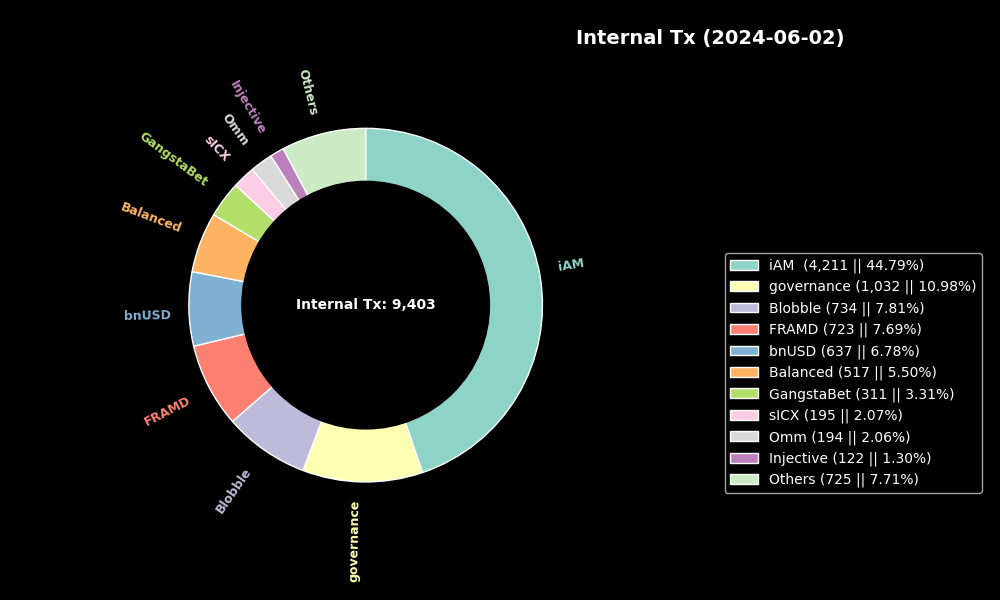 Internal Tx (2024-06-02)
Others
Injective
Omm
sICX
GangstaBet
Balanced
bnUSD
FRAMD
Blobble
governance
iAM
Internal Tx: 9,403
iAM  (4,211 || 44.79%)
governance (1,032 || 10.98%)
Blobble (734 || 7.81%)
FRAMD (723 || 7.69%)
bnUSD (637 || 6.78%)
Balanced (517 || 5.50%)
GangstaBet (311 || 3.31%)
sICX (195 || 2.07%)
Omm (194 || 2.06%)
Injective (122 || 1.30%)
Others (725 || 7.71%)